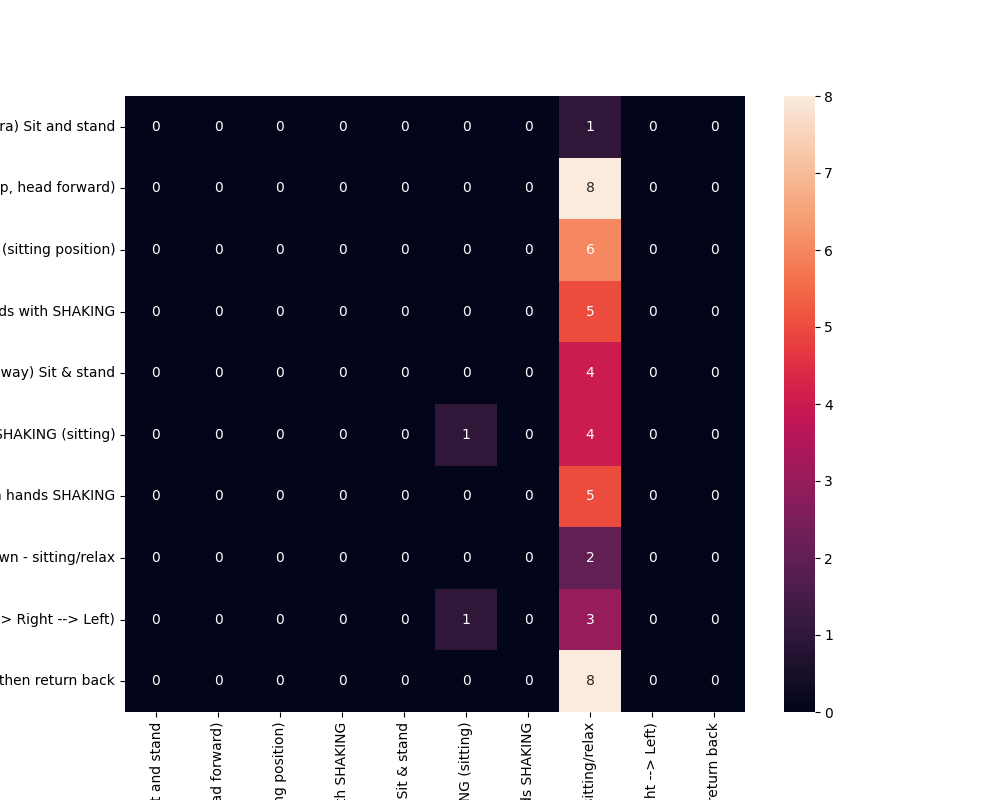 ra) Sit and stand 0 0 0 0 0 0 0 1 0 0
p, head forward) 0 0 0 0 0 0 0 8 0 0
(sitting position) 0 0 0 0 0 0 0 6 0 0
ds with SHAKING 0 0 0 0 0 0 0 5 0 0
way) Sit & stand 0 0 0 0 0 0 0 4 0 0
SHAKING (sitting) 0 0 0 0 0 1 0 4 0 0
hands SHAKING 0 0 0 0 0 0 0 5 0 0
wn - sitting/relax 0 0 0 0 0 0 0 2 0 0
> Right --> Left) 0 0 0 0 0 1 0 3 0 0
then return back 0 0 0 0 0 0 0 8 0 0
t and stand
ad forward)
ng position)
th SHAKING
Sit & stand
NG (sitting)
ds SHAKING
sitting/relax
ht --> Left)
return back
8
7
6
5
4
3
2
1
0